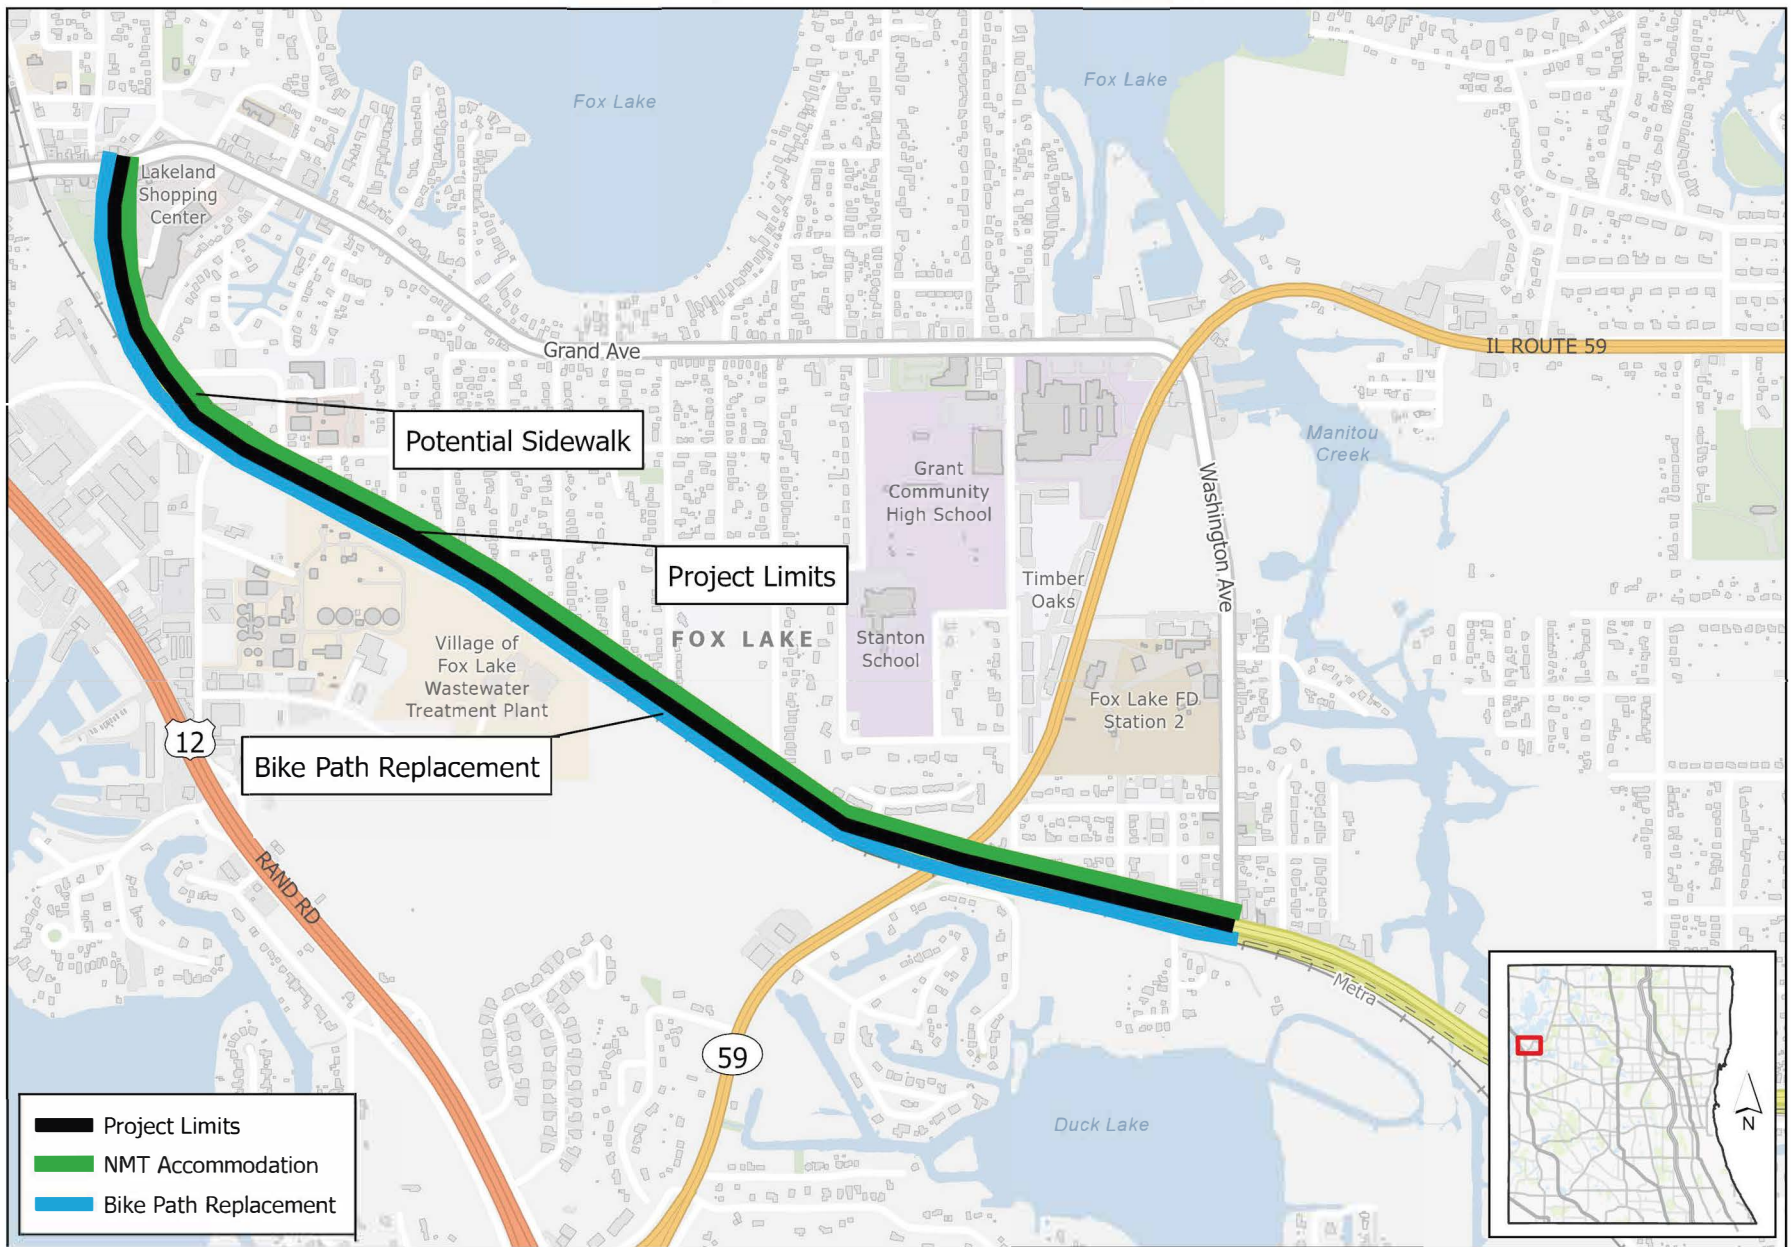 Fox Lake
Fox Lake
Lakeland
Shopping
Center
Grand Ave
IL ROUTE 59
Potential Sidewalk
Manitou
Creek
Grant
Community
High School
Washington Ave
Project Limits
Timber
Oaks
FOX LAKE
Stanton
School
Village of
Fox Lake
Wastewater
Treatment Plant
Fox Lake FD
Station 2
12
Bike Path Replacement
RAND RD
Metra
59
Duck Lake
Project Limits
NMT Accommodation
Bike Path Replacement
N